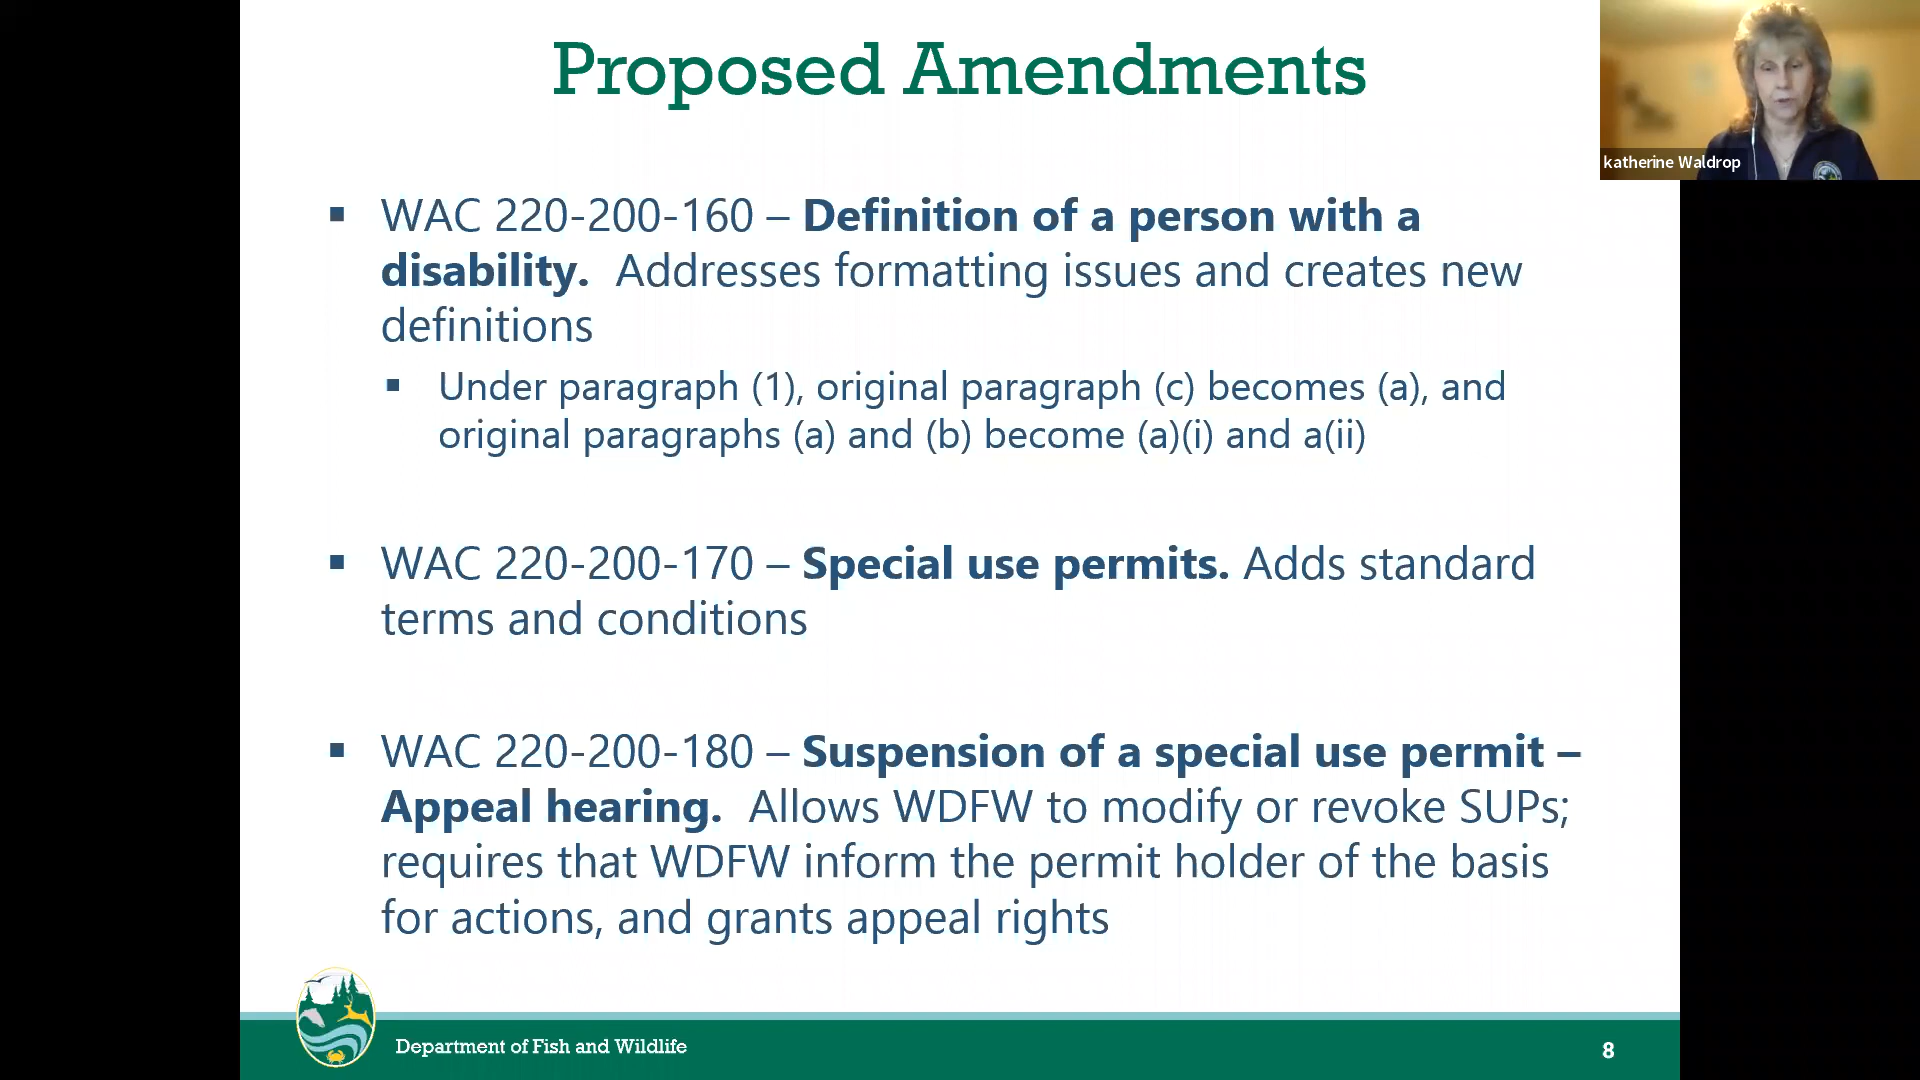 Proposed Amendments
katherine Waldrop
▪ WAC 220-200-160 – Definition of a person with a
disability. Addresses formatting issues and creates new
definitions
▪ Under paragraph (1), original paragraph (c) becomes (a), and
original paragraphs (a) and (b) become (a)(i) and a(ii)
▪ WAC 220-200-170 – Special use permits. Adds standard
terms and conditions
▪ WAC 220-200-180 – Suspension of a special use permit –
Appeal hearing. Allows WDFW to modify or revoke SUPs;
requires that WDFW inform the permit holder of the basis
for actions, and grants appeal rights
Department of Fish and Wildlife
8